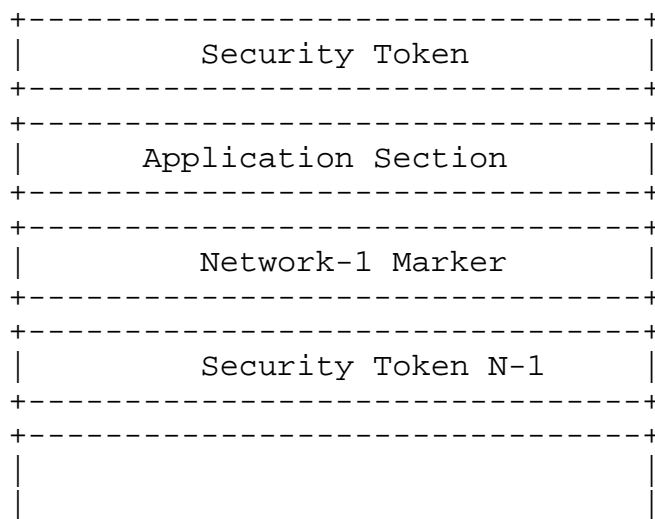 +--------------------------------+
|          Security Token          |
+--------------------------------+
+--------------------------------+
|       Application Section        |
+--------------------------------+
+--------------------------------+
|          Network-1 Marker        |
+--------------------------------+
+--------------------------------+
|          Security Token N-1      |
+--------------------------------+
+--------------------------------+
|                                  |
|                                  |